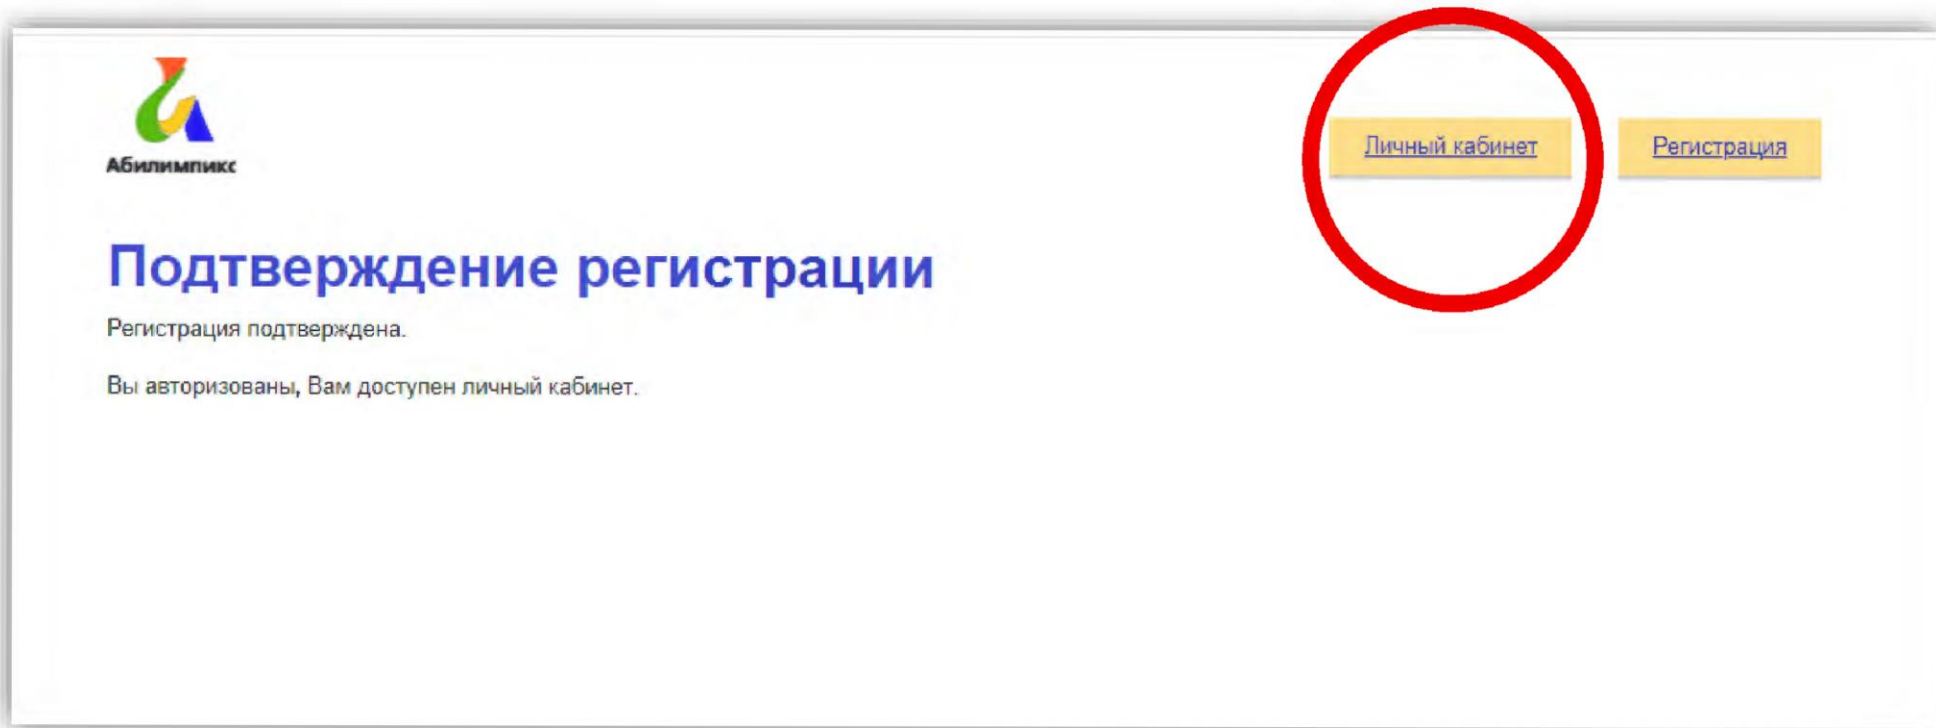 Абилимпикс
Личный кабинет
Регистрация
Подтверждение регистрации
Регистрация подтверждена.
Вы авторизованы, Вам доступен личный кабинет.